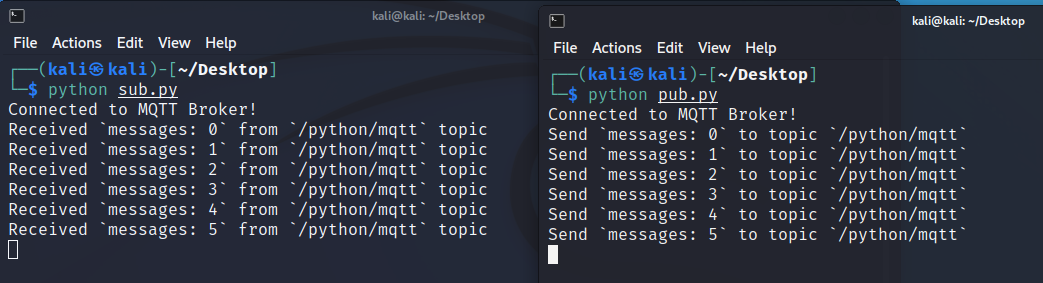 kali@kali: ~/Desktop
File Actions Edit View Help
┌──(kali㉿kali)-[~/Desktop]
└─$ python sub.py
Connected to MQTT Broker!
Received `messages: 0` from `/python/mqtt` topic
Received `messages: 1` from `/python/mqtt` topic
Received `messages: 2` from `/python/mqtt` topic
Received `messages: 3` from `/python/mqtt` topic
Received `messages: 4` from `/python/mqtt` topic
Received `messages: 5` from `/python/mqtt` topic
kali@kali: ~/Desktop
File Actions Edit View Help
┌──(kali㉿kali)-[~/Desktop]
└─$ python pub.py
Connected to MQTT Broker!
Send `messages: 0` to topic `/python/mqtt`
Send `messages: 1` to topic `/python/mqtt`
Send `messages: 2` to topic `/python/mqtt`
Send `messages: 3` to topic `/python/mqtt`
Send `messages: 4` to topic `/python/mqtt`
Send `messages: 5` to topic `/python/mqtt`